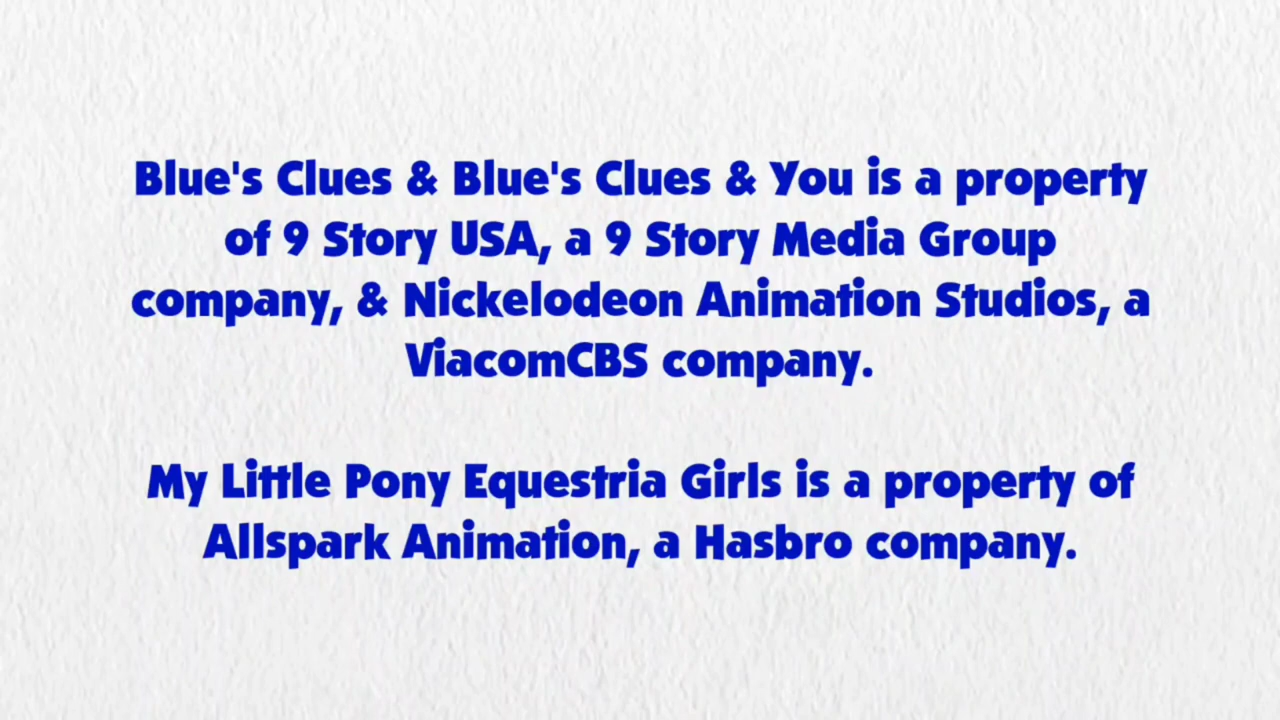 Blue's Clues & Blue's Clues & You is a property
of 9 Story USA, a 9 Story Media Group
company, & Nickelodeon Animation Studios, a
ViacomCBS company.
My Little Pony Equestria Girls is a property of
Allspark Animation, a Hasbro company.